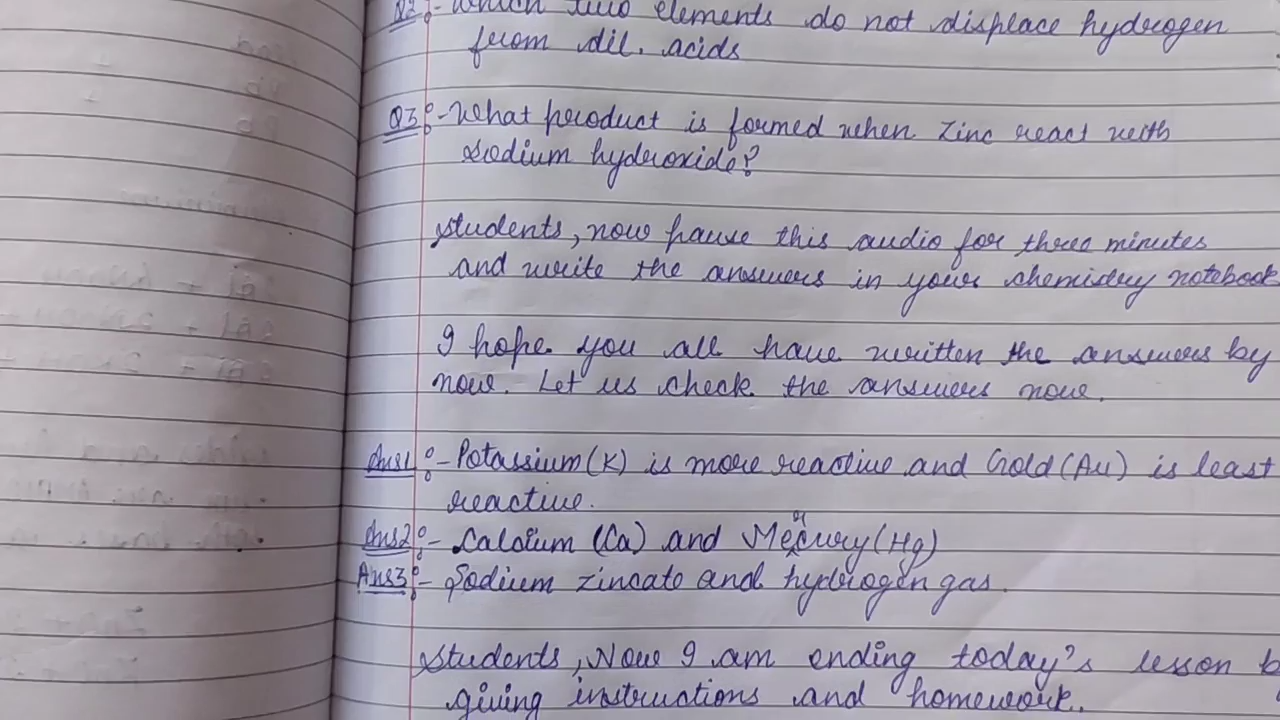 Q2:- Which two elements do not displace hydrogen
from dil. acids
Q3:- What product is formed when Zinc react with
sodium hydroxide?
students, now pause this audio for three minutes
and write the answers in your chemistry notebook
I hope you all have written the answers by
now. Let us check the answers now.
Ans1:- Potassium(K) is more reactive and Gold(Au) is least
reactive.
Ans2:- Calcium (Ca) and Mercury(Hg)
Ans3:- Sodium zincate and hydrogen gas.
Students, Now I am ending today's lesson b
giving instructions and homework.